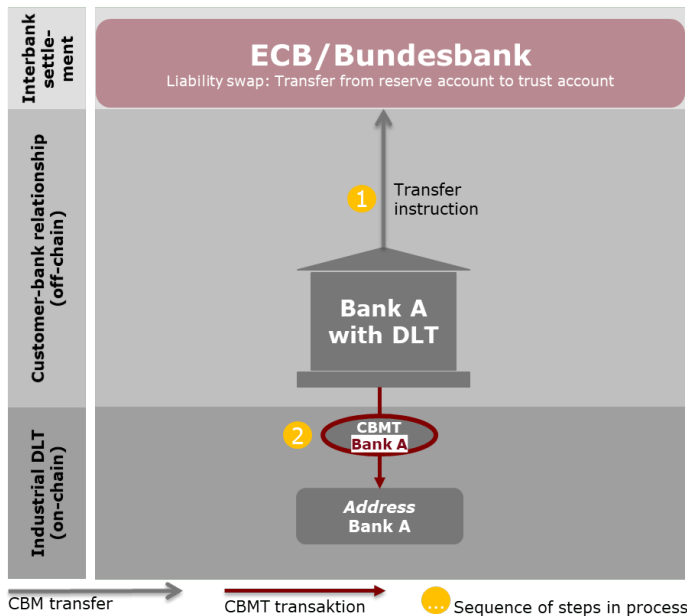 Interbank
settle-
ment
ECB/Bundesbank
Liability swap: Transfer from reserve account to trust account
Customer-bank relationship
(off-chain)
1
Transfer
instruction
Bank A
with DLT
Industrial DLT
(on-chain)
2
CBMT
Bank A
Address
Bank A
CBM transfer
CBMT transaktion
... Sequence of steps in process